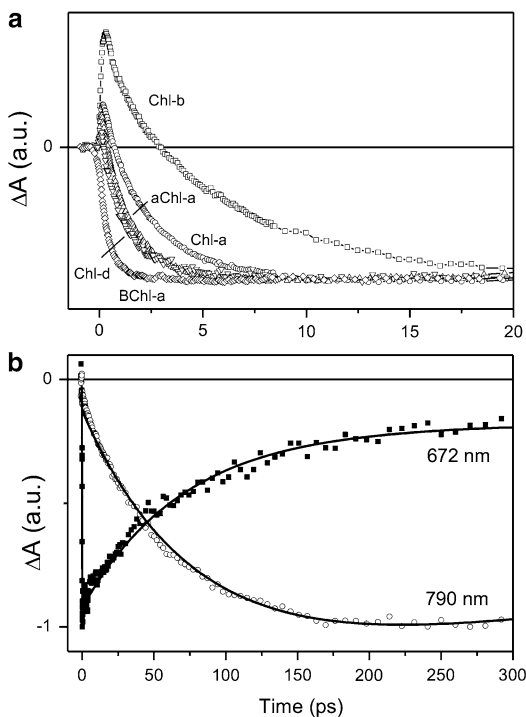 a
ΔA (a.u.)
0
Chl-b
aChl-a
Chl-a
Chl-d
BChl-a
0 5 10 15 20
b
ΔA (a.u.)
0
672 nm
790 nm
-1
0 50 100 150 200 250 300
Time (ps)